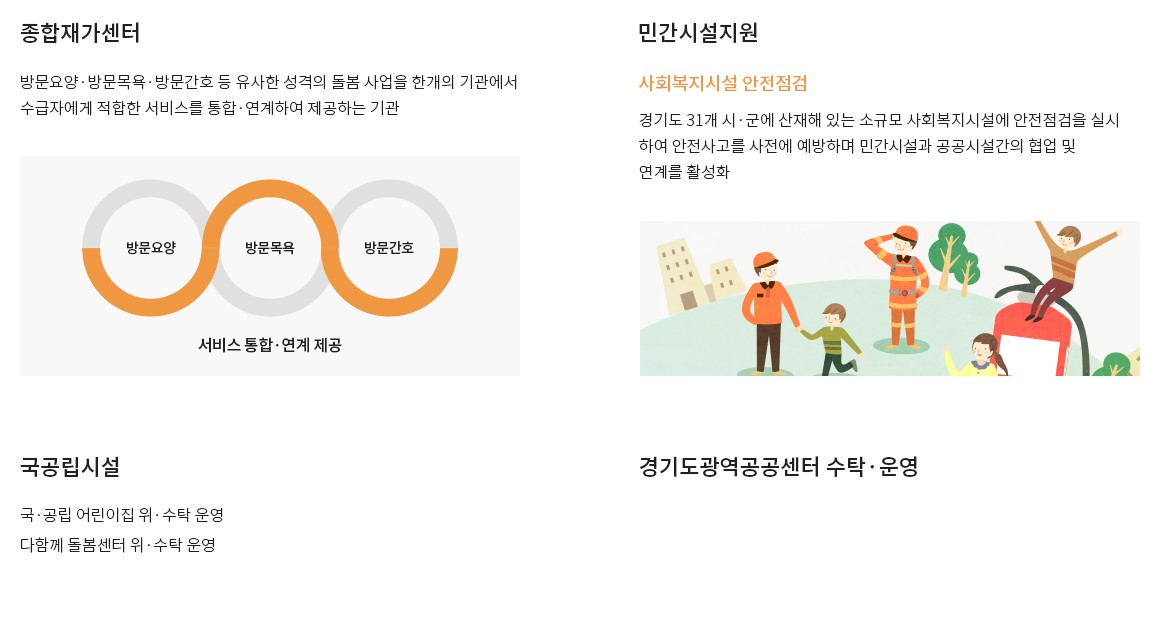 종합재가센터
방문요양·방문목욕·방문간호 등 유사한 성격의 돌봄 사업을 한개의 기관에서
수급자에게 적합한 서비스를 통합·연계하여 제공하는 기관
방문요양
방문목욕
방문간호
서비스 통합·연계 제공
민간시설지원
사회복지시설 안전점검
경기도 31개 시·군에 산재해 있는 소규모 사회복지시설에 안전점검을 실시
하여 안전사고를 사전에 예방하며 민간시설과 공공시설간의 협업 및
연계를 활성화
국공립시설
국·공립 어린이집 위·수탁 운영
다함께 돌봄센터 위·수탁 운영
경기도광역공공센터 수탁·운영